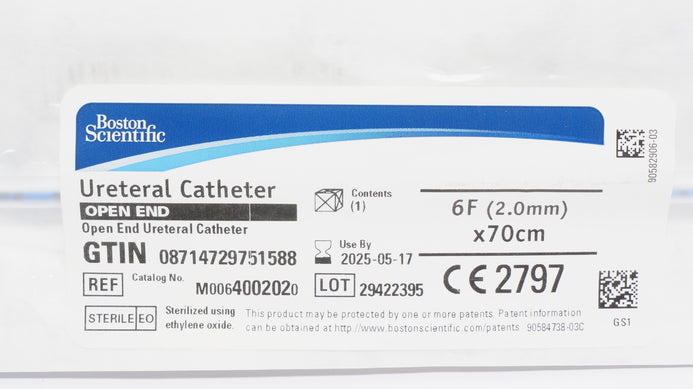 Boston
Scientific
Ureteral Catheter
OPEN END
Open End Ureteral Catheter
GTIN 08714729751588
REF Catalog No. M0064002020
STERILE EO Sterilized using
ethylene oxide.
Contents
(1)
Use By
2025-05-17
LOT 29422395
6F (2.0mm)
x70cm
CE 2797
This product may be protected by one or more patents. Patent information
can be obtained at http://www.bostonscientific.com/patents 90584738-03C
90582906-03
GS1